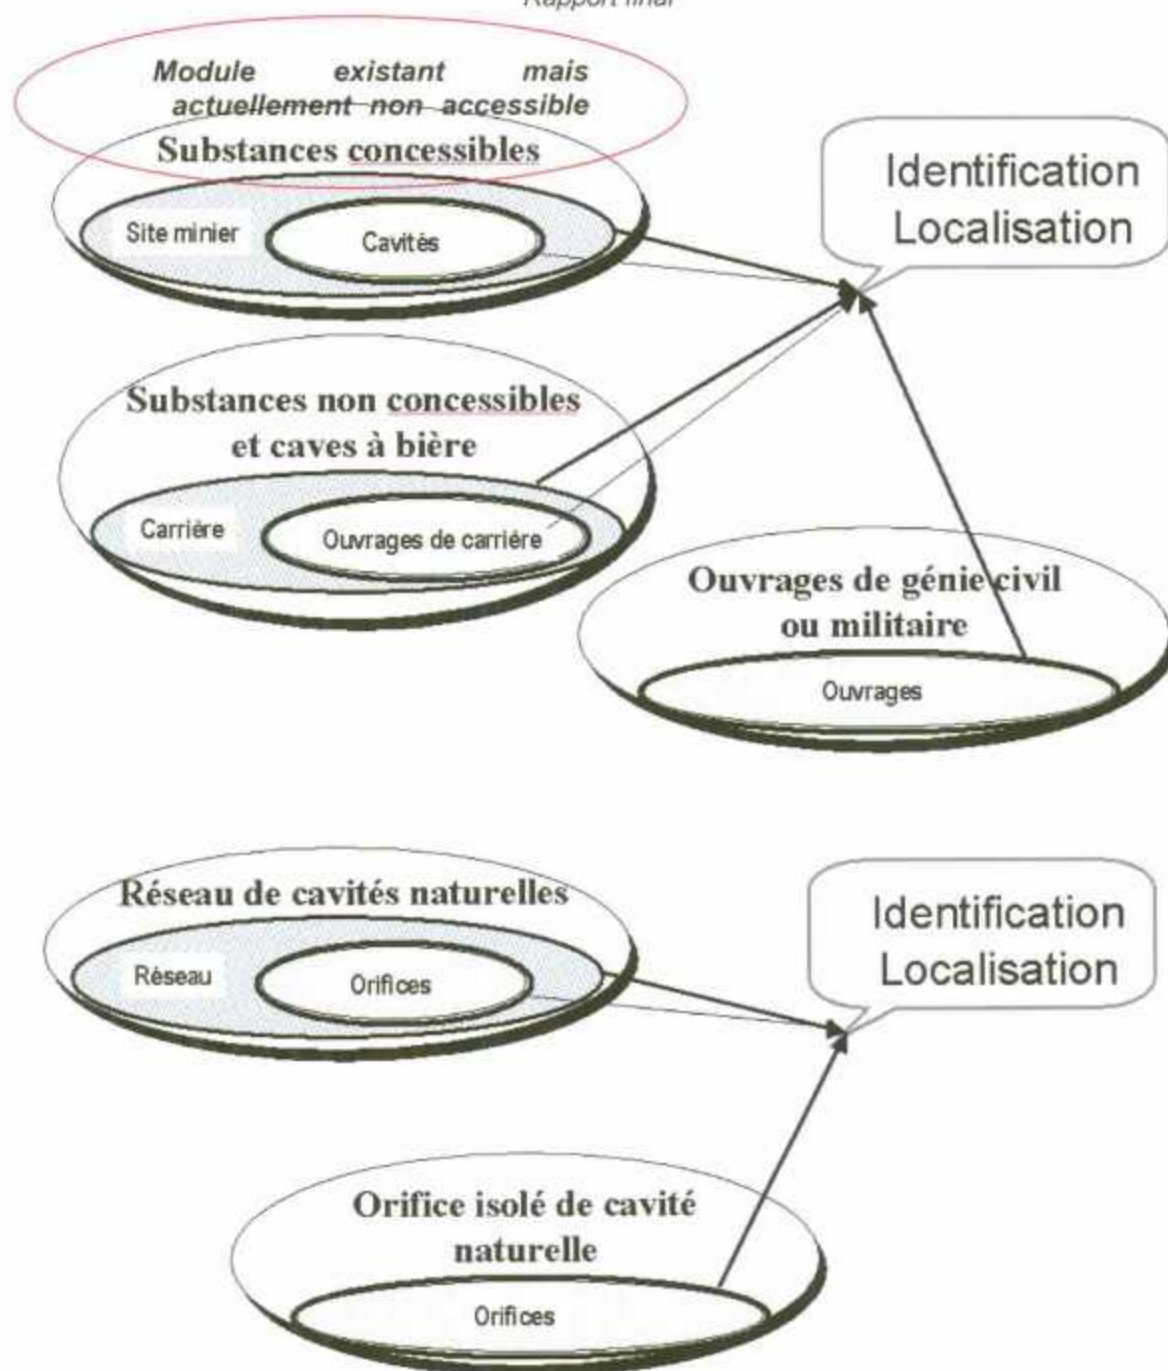 Rapport final
Module existant mais
actuellement non accessible
Substances concessibles
Site minier
Cavités
Identification
Localisation
Substances non concessibles
et caves à bière
Carrière
Ouvrages de carrière
Ouvrages de génie civil
ou militaire
Ouvrages
Réseau de cavités naturelles
Réseau
Orifices
Identification
Localisation
Orifice isolé de cavité
naturelle
Orifices